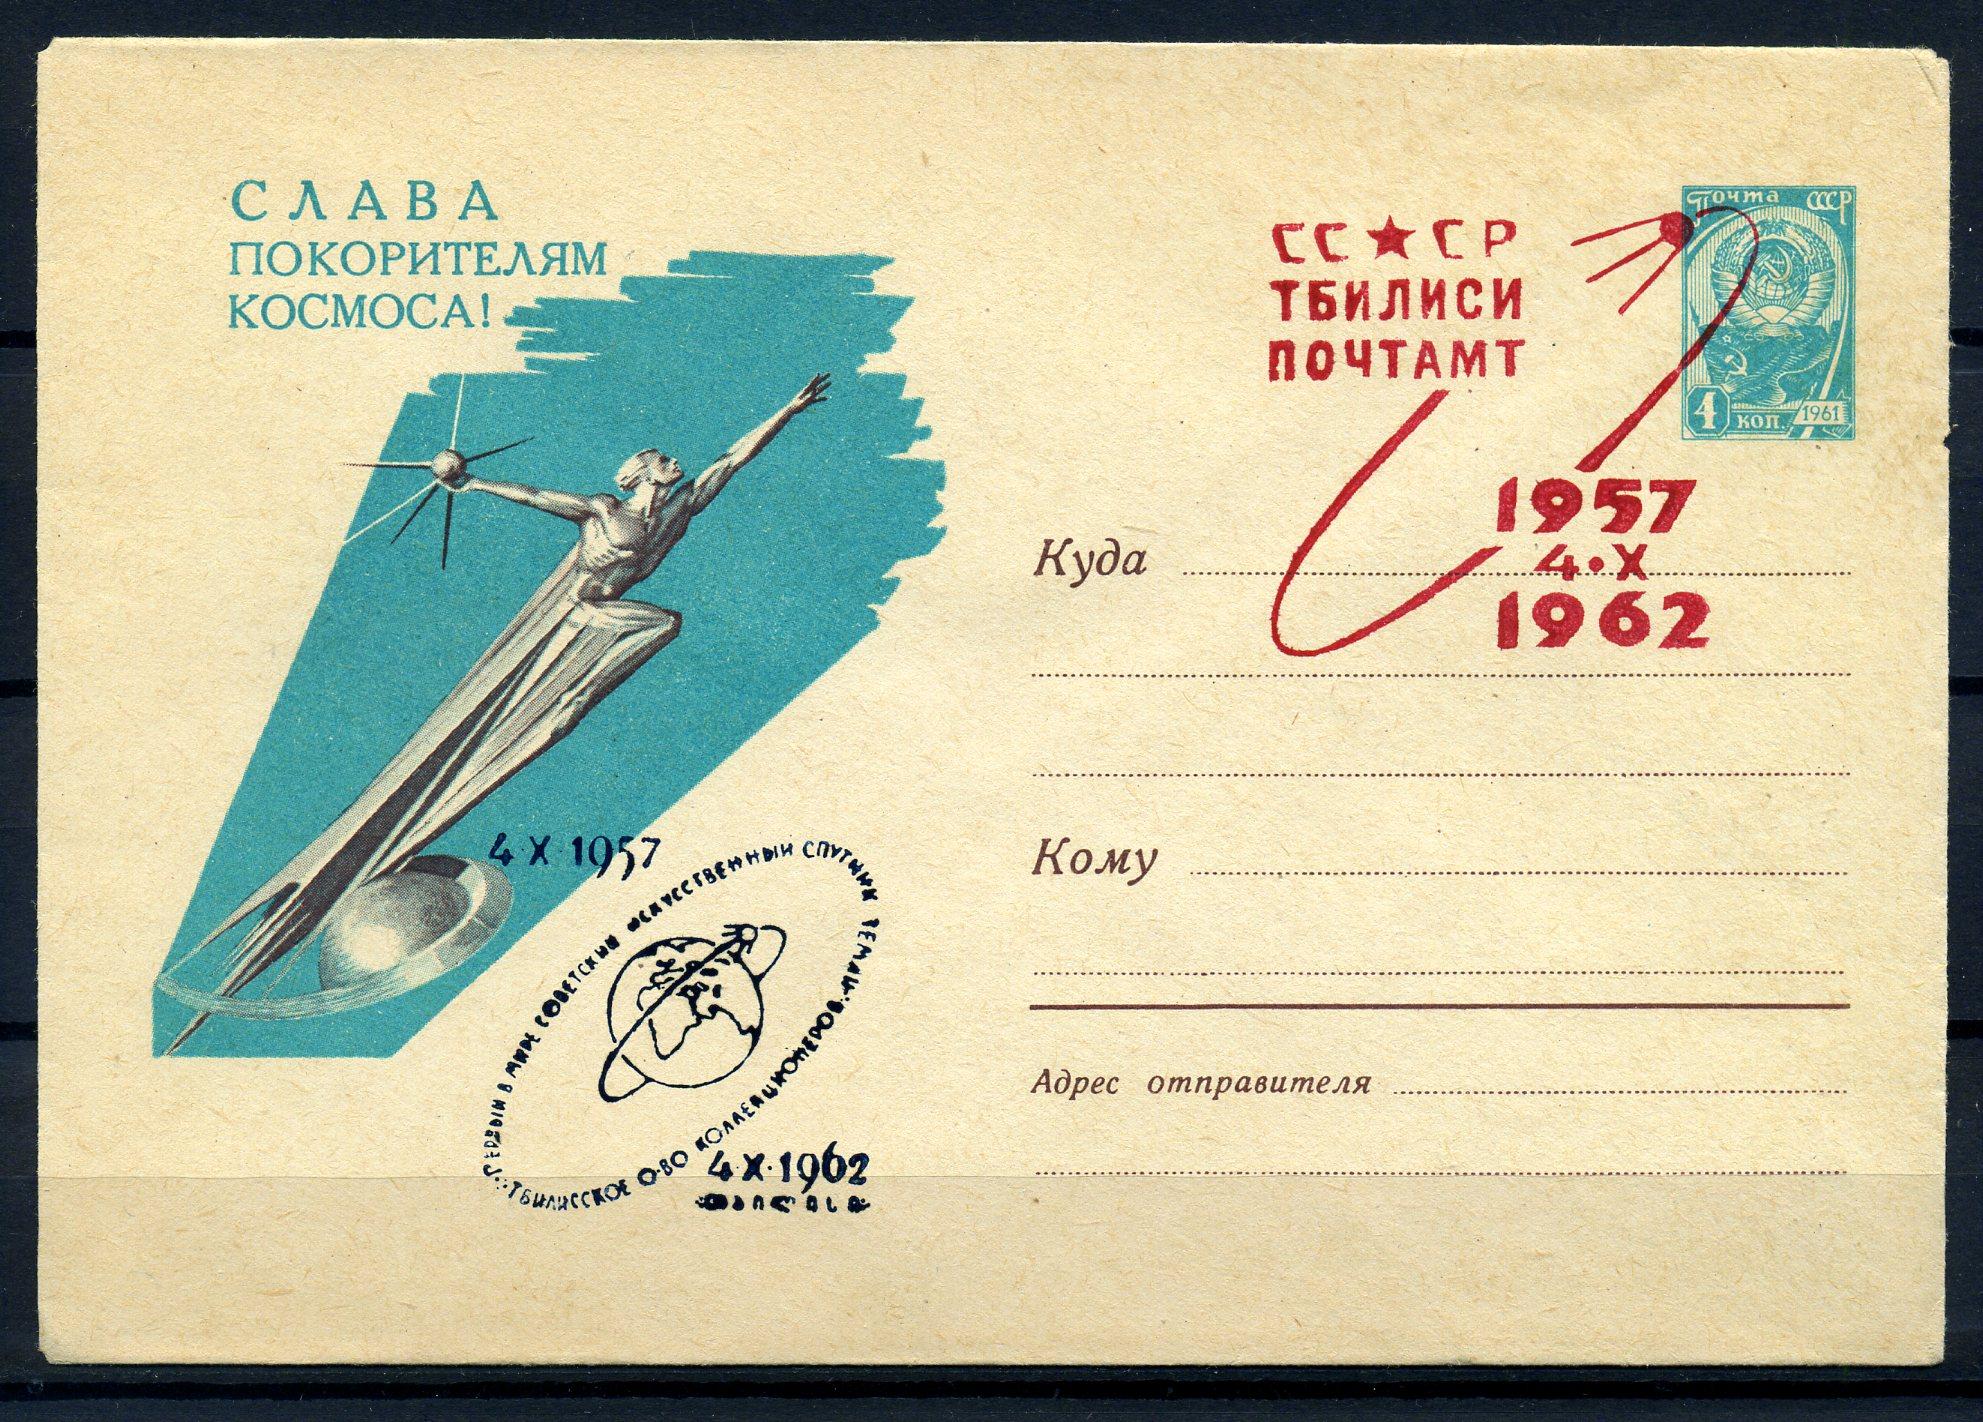 СЛАВА
ПОКОРИТЕЛЯМ
КОСМОСА!
СС★СР
ТБИЛИСИ
ПОЧТАМТ
Почта СССР
4 коп. 1961
1957
4·X
1962
Куда
Кому
Адрес отправителя
4·X·1957
ПЕРВЫЙ В МИРЕ СОВЕТСКИЙ ИСКУССТВЕННЫЙ СПУТНИК ЗЕМЛИ
ТБИЛИССКОЕ О-ВО КОЛЛЕКЦИОНЕРОВ
4·X·1962
თბილისი